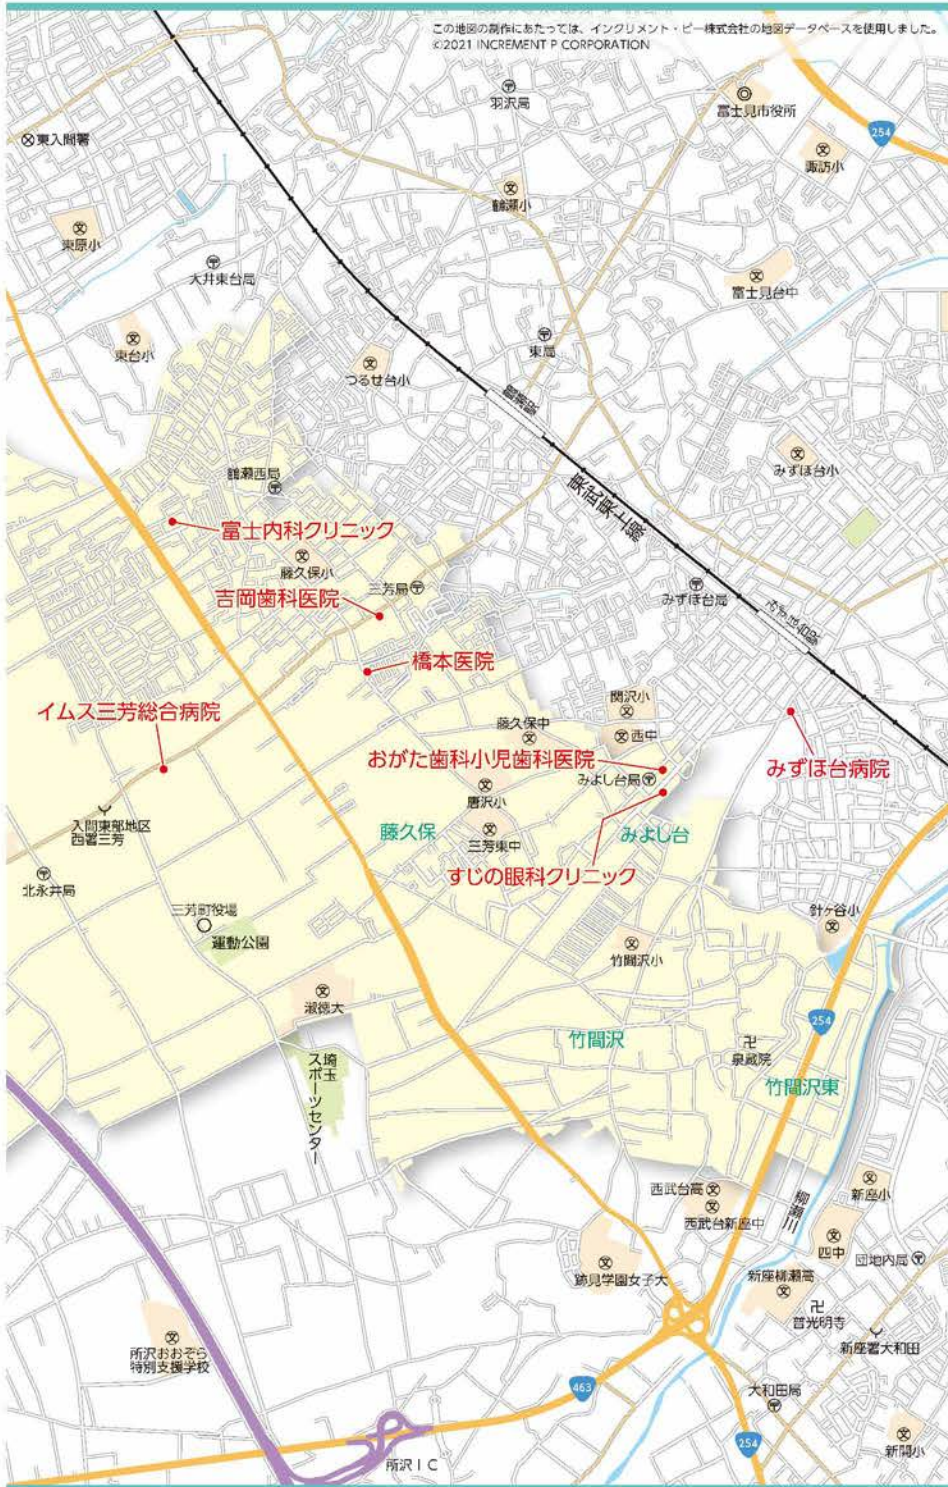 この地図の制作にあたっては、インクリメント・ピー株式会社の地図データベースを使用しました。
©2021 INCREMENT P CORPORATION
羽沢局
富士見市役所
254
東入間署
諏訪小
鶴瀬小
東原小
大井東台局
富士見台中
東台小
東局
つるせ台小
鶴瀬駅
みずほ台小
鶴瀬西局
東武東上線
富士内科クリニック
藤久保小
三芳局
吉岡歯科医院
みずほ台局
みずほ台駅
橋本医院
関沢小
イムス三芳総合病院
藤久保中
西中
おがた歯科小児歯科医院
みずほ台病院
みよし台局
唐沢小
入間東部地区
西署三芳
藤久保
みよし台
三芳東中
すじの眼科クリニック
北永井局
三芳町役場
針ヶ谷小
運動公園
竹間沢小
淑徳大
254
竹間沢
泉蔵院
埼玉
スポーツセンター
竹間沢東
西武台高
新座小
柳瀬川
西武台新座中
四中
団地内局
跡見学園女子大
新座柳瀬高
普光明寺
所沢おおぞら
特別支援学校
新座署大和田
463
大和田局
254
新開小
所沢IC